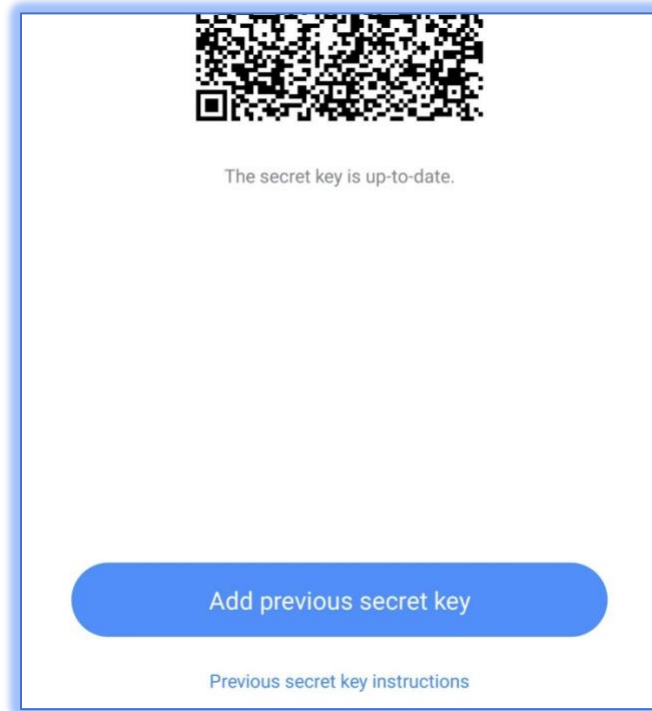 The secret key is up-to-date.
Add previous secret key
Previous secret key instructions